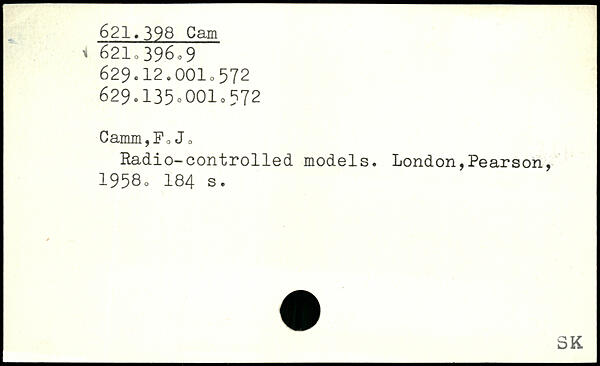 621.398 Cam
621.396.9
629.12.001.572
629.135.001.572
Camm,F.J.
Radio-controlled models. London,Pearson,
1958. 184 s.
SK